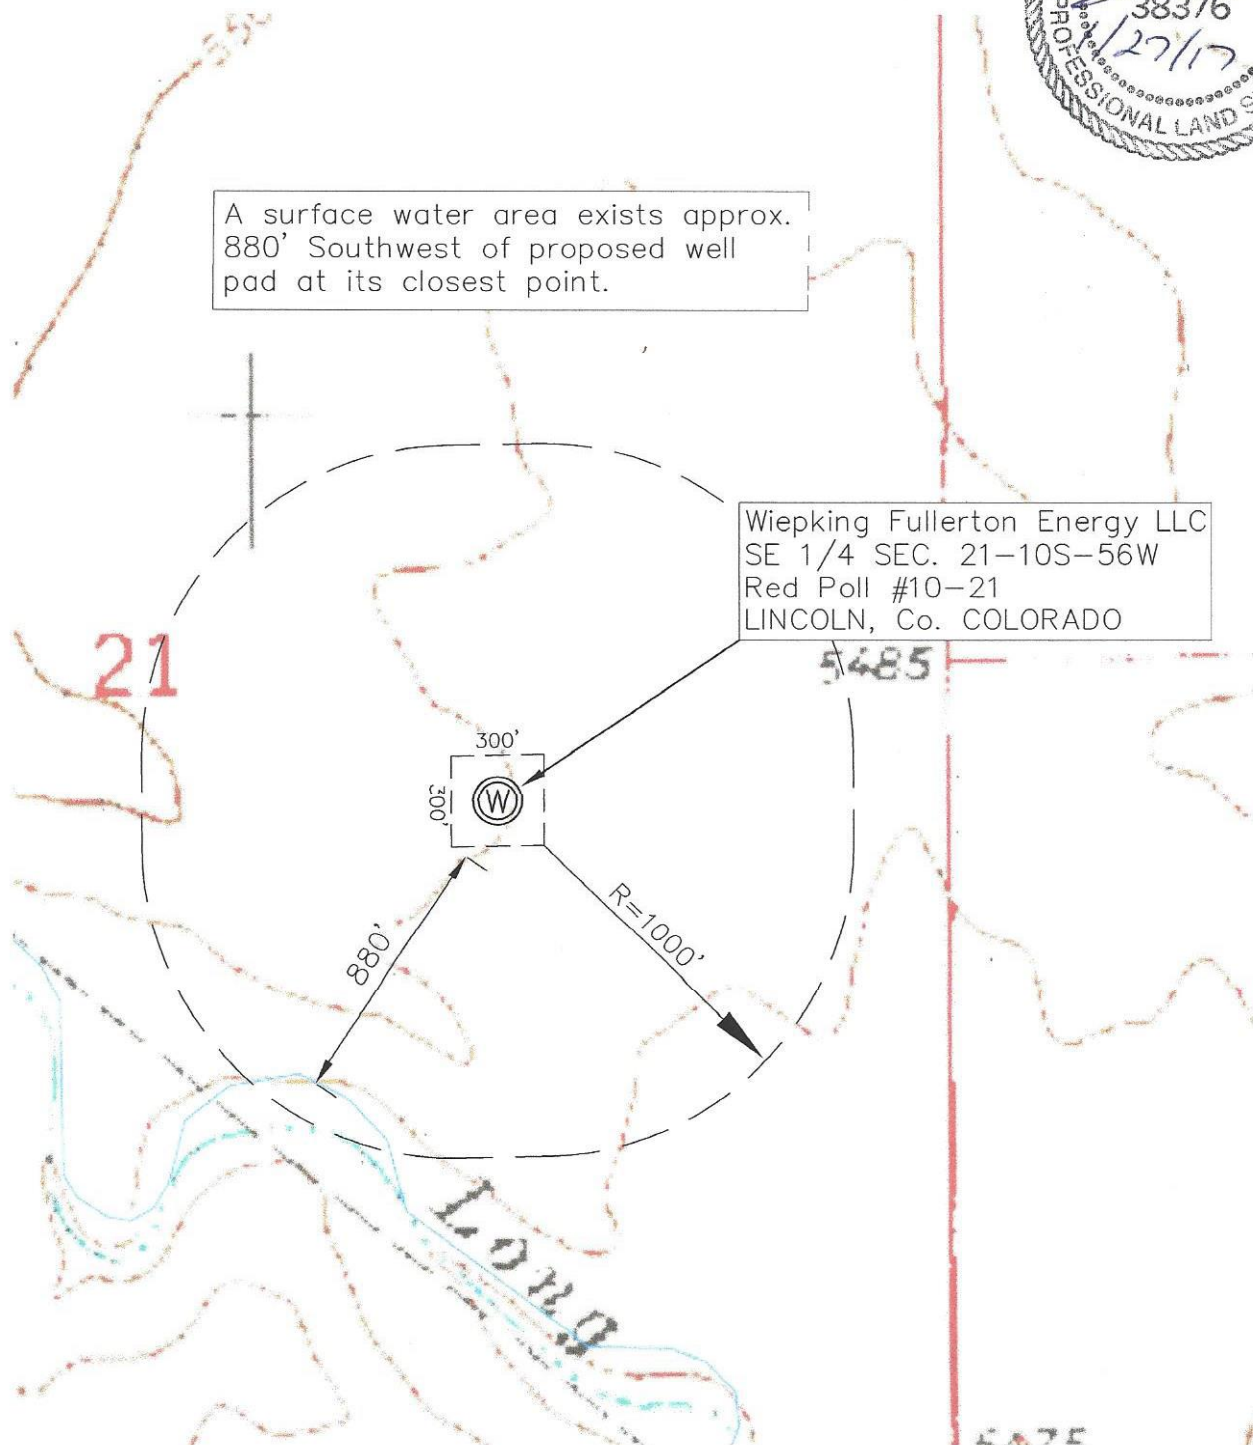 38376
1/27/17
PROFESSIONAL LAND
A surface water area exists approx.
880' Southwest of proposed well
pad at its closest point.
Wiepking Fullerton Energy LLC
SE 1/4 SEC. 21-10S-56W
Red Poll #10-21
LINCOLN, Co. COLORADO
21
5485
300'
300'
W
880'
R=1000'
Long